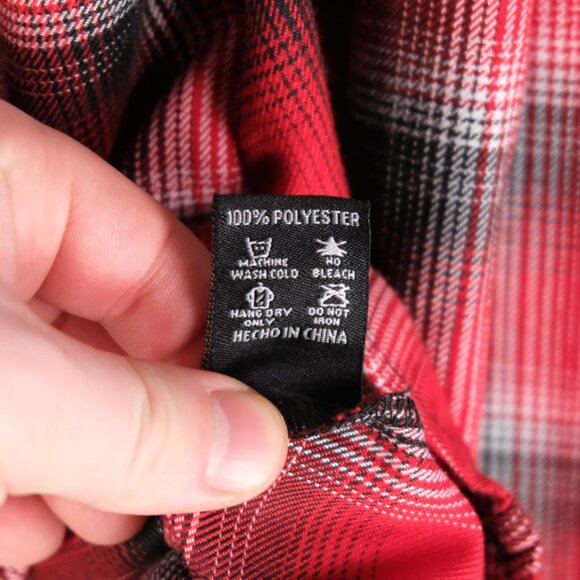 100% POLYESTER
MACHINE WASH COLD
NO BLEACH
HANG DRY ONLY
DO NOT IRON
HECHO IN CHINA